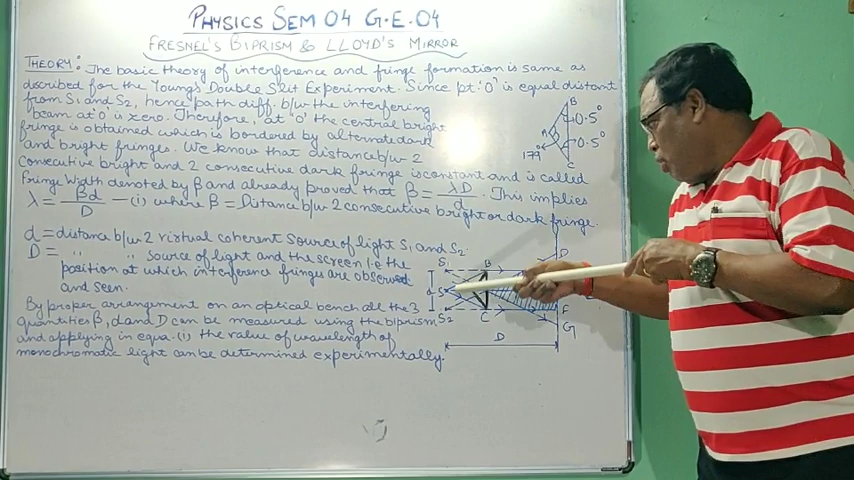 PHYSICS SEM 04 G.E. 04
FRESNEL'S BIPRISM & LLOYD'S MIRROR
THEORY: The basic theory of interference and fringe formation is same as
described for the Young's Double Slit Experiment. Since pt. 'O' is equal distant
from S1 and S2, hence path diff. b/w the interfering
beam at 'O' is zero. Therefore, at 'O' the central bright
fringe is obtained which is bordered by alternate dark
and bright fringes. We know that distance b/w 2
consecutive bright and 2 consecutive dark fringe is constant and is called
Fringe Width denoted by β and already proved that β = λD/d. This implies
λ = βd/D — (i) where β = Distance b/w 2 consecutive bright or dark fringe.
d = distance b/w 2 virtual coherent source of light S1 and S2.
D = " " source of light and the screen i.e the
position at which interference fringes are observed
and seen.
By proper arrangement on an optical bench all the 3
quantities β, d and D can be measured using the biprism
and applying in equa. (i) the value of wavelength of
monochromatic light can be determined experimentally.
B
0.5°
A
0.5°
179°
C
S1
B
D
d
S
S2
C
F
G
D